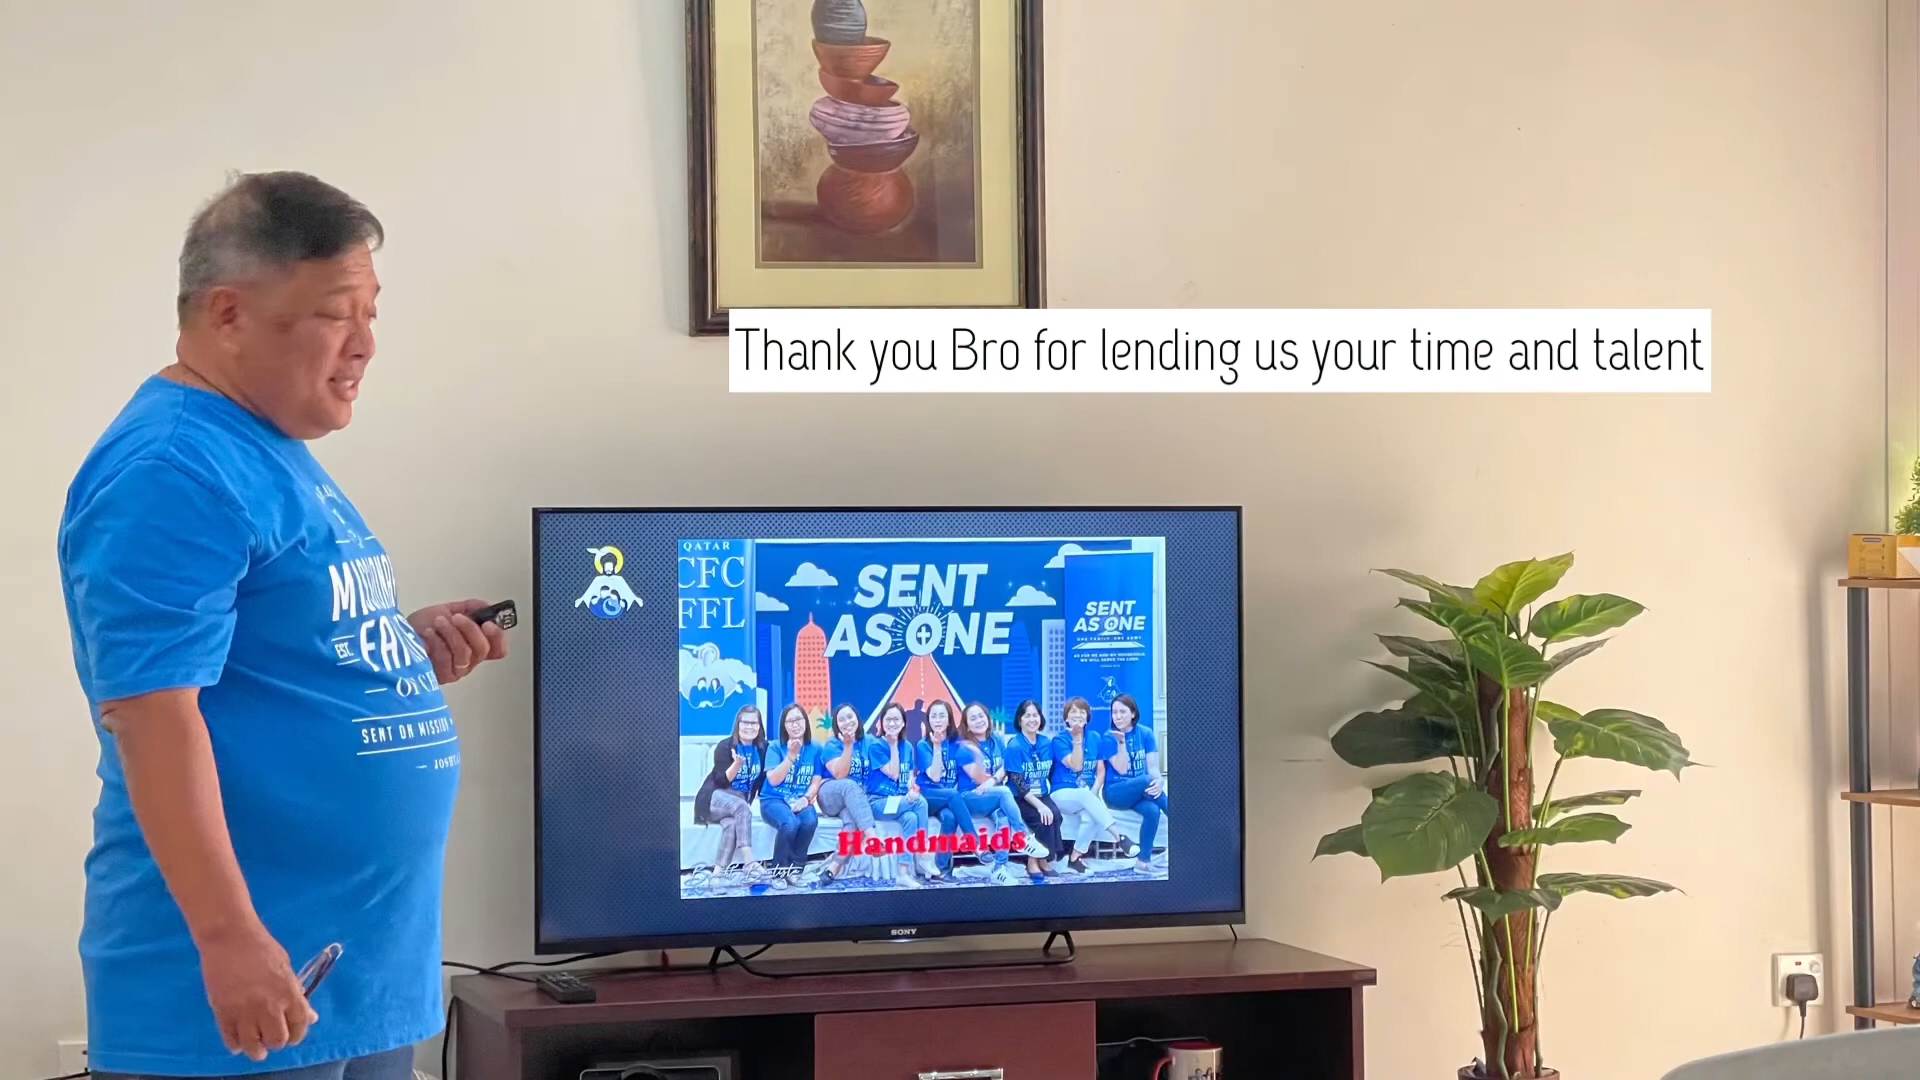 Thank you Bro for lending us your time and talent
QATAR
CFC
FFL
SENT
AS ONE
SENT
AS ONE
Handmaids
SONY
EST.
SENT ON MISSION